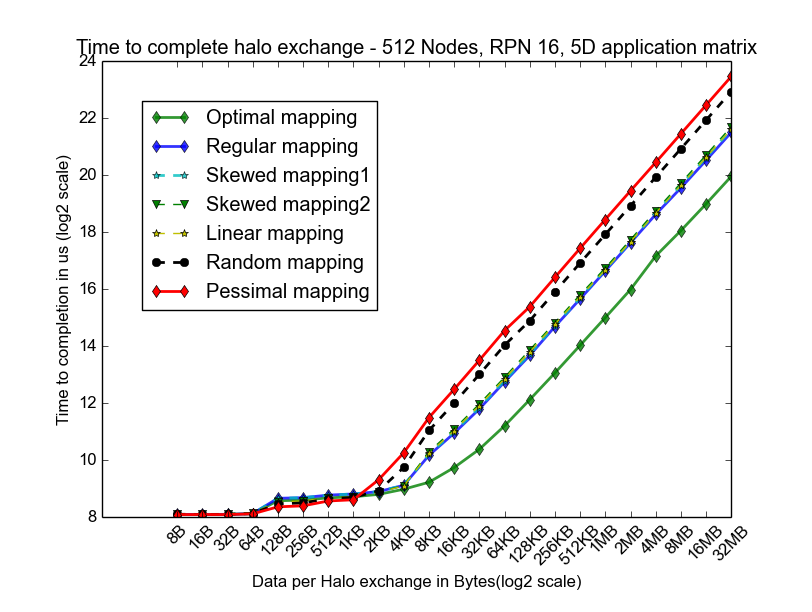 Time to complete halo exchange - 512 Nodes, RPN 16, 5D application matrix
24
22
20
18
16
14
12
10
8
Time to completion in us (log2 scale)
Optimal mapping
Regular mapping
Skewed mapping1
Skewed mapping2
Linear mapping
Random mapping
Pessimal mapping
8B 16B 32B 64B 128B 256B 512B 1KB 2KB 4KB 8KB 16KB 32KB 64KB 128KB 256KB 512KB 1MB 2MB 4MB 8MB 16MB 32MB
Data per Halo exchange in Bytes(log2 scale)